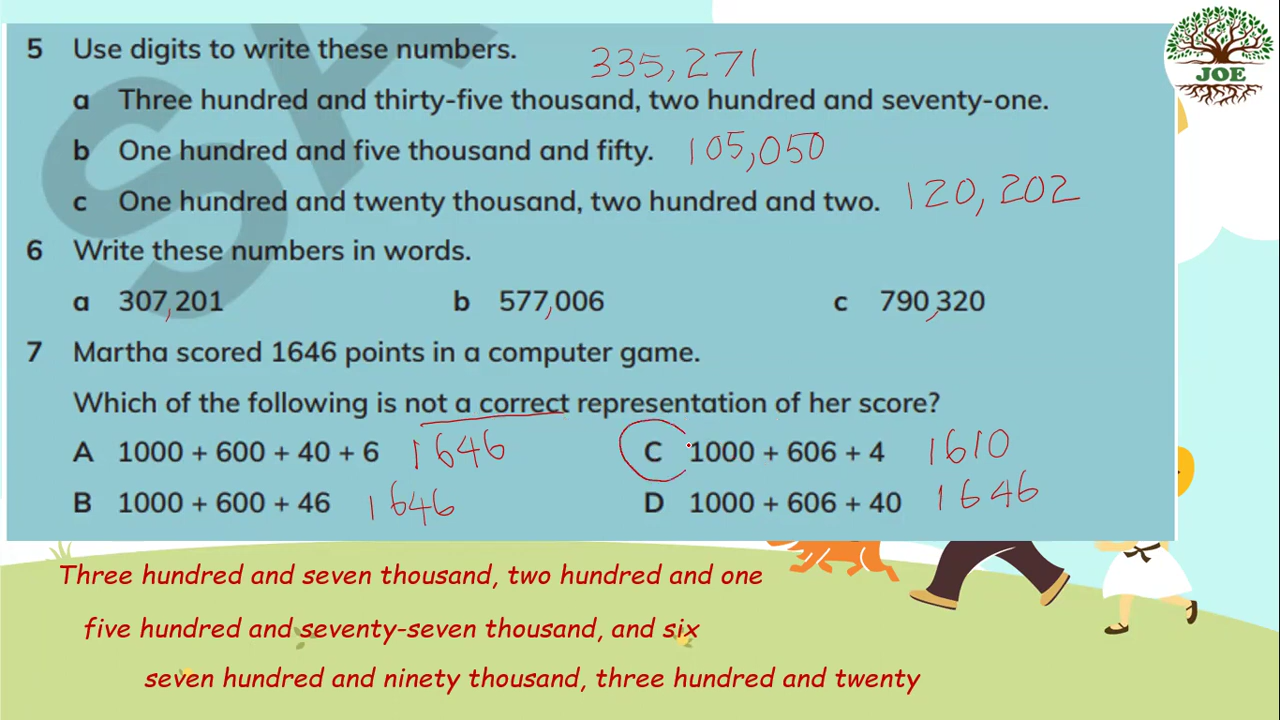 JOE
5 Use digits to write these numbers.
335,271
a Three hundred and thirty-five thousand, two hundred and seventy-one.
b One hundred and five thousand and fifty. 105,050
c One hundred and twenty thousand, two hundred and two. 120,202
6 Write these numbers in words.
a 307,201 b 577,006 c 790,320
7 Martha scored 1646 points in a computer game.
Which of the following is not a correct representation of her score?
A 1000 + 600 + 40 + 6 1646 C 1000 + 606 + 4 1610
B 1000 + 600 + 46 1646 D 1000 + 606 + 40 1646
Three hundred and seven thousand, two hundred and one
five hundred and seventy-seven thousand, and six
seven hundred and ninety thousand, three hundred and twenty